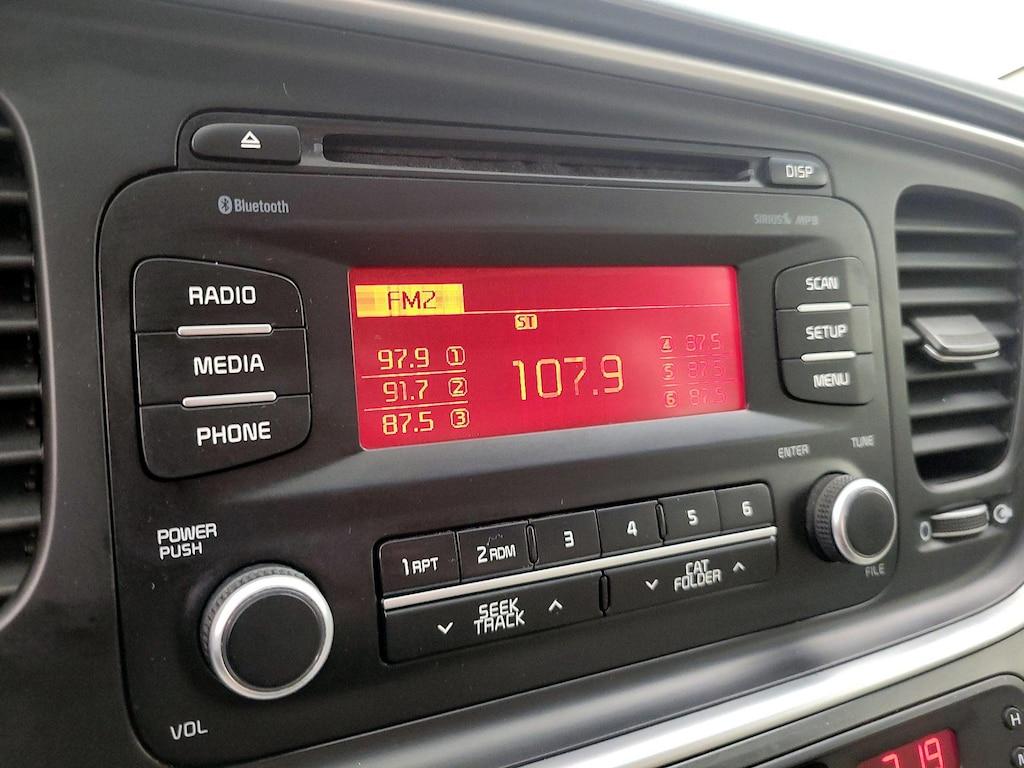 DISP
Bluetooth
SIRIUS MP3
RADIO
MEDIA
PHONE
FM2
ST
97.9 1
91.7 2
87.5 3
107.9
4 87.5
5 87.5
6 87.5
SCAN
SETUP
MENU
POWER
PUSH
VOL
1 RPT
2 RDM
3
4
5
6
SEEK
TRACK
CAT
FOLDER
ENTER
TUNE
FILE
7:19
H